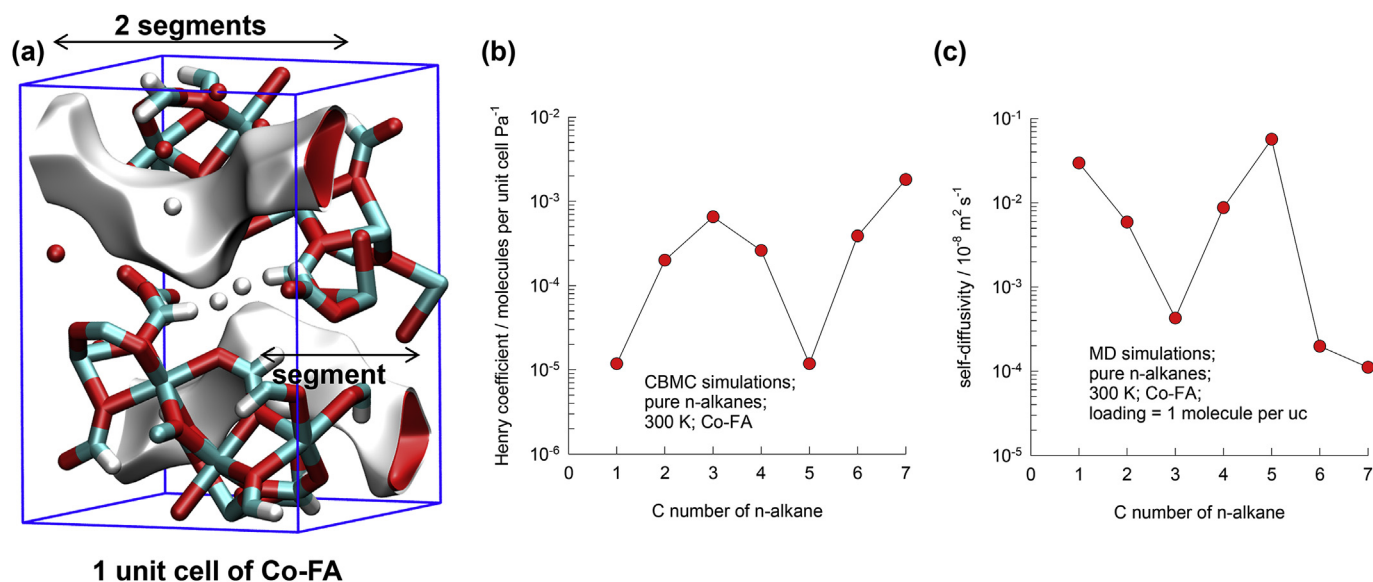 (a)
2 segments
segment
1 unit cell of Co-FA
(b)
Henry coefficient / molecules per unit cell Pa-1
10-2
10-3
10-4
10-5
10-6
0 1 2 3 4 5 6 7
CBMC simulations;
pure n-alkanes;
300 K; Co-FA
C number of n-alkane
(c)
self-diffusivity / 10-8 m2 s-1
10-1
10-2
10-3
10-4
10-5
0 1 2 3 4 5 6 7
MD simulations;
pure n-alkanes;
300 K; Co-FA;
loading = 1 molecule per uc
C number of n-alkane